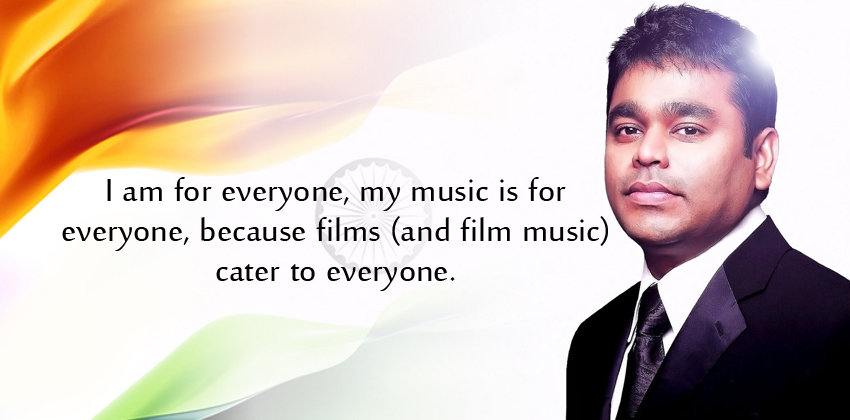 I am for everyone, my music is for
everyone, because films (and film music)
cater to everyone.